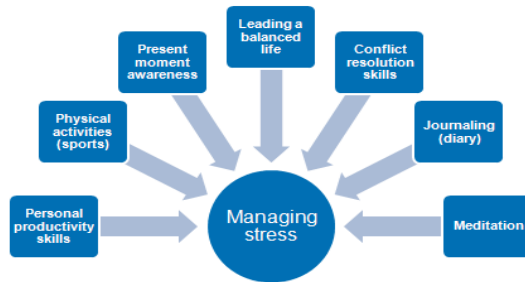 Leading a
balanced
life
Present
moment
awareness
Conflict
resolution
skills
Physical
activities
(sports)
Journaling
(diary)
Personal
productivity
skills
Managing
stress
Meditation